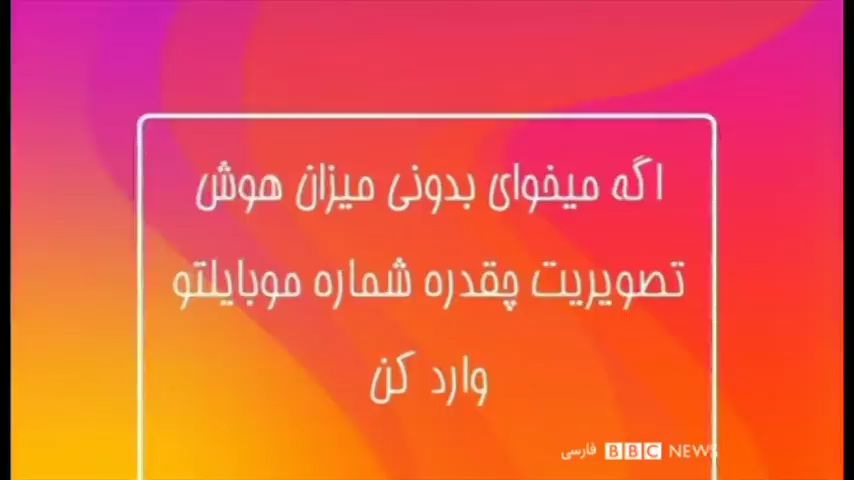 اگه میخوای بدونی میزان هوش
تصویریت چقدره شماره موبایلتو
وارد کن
BBC NEWS فارسی